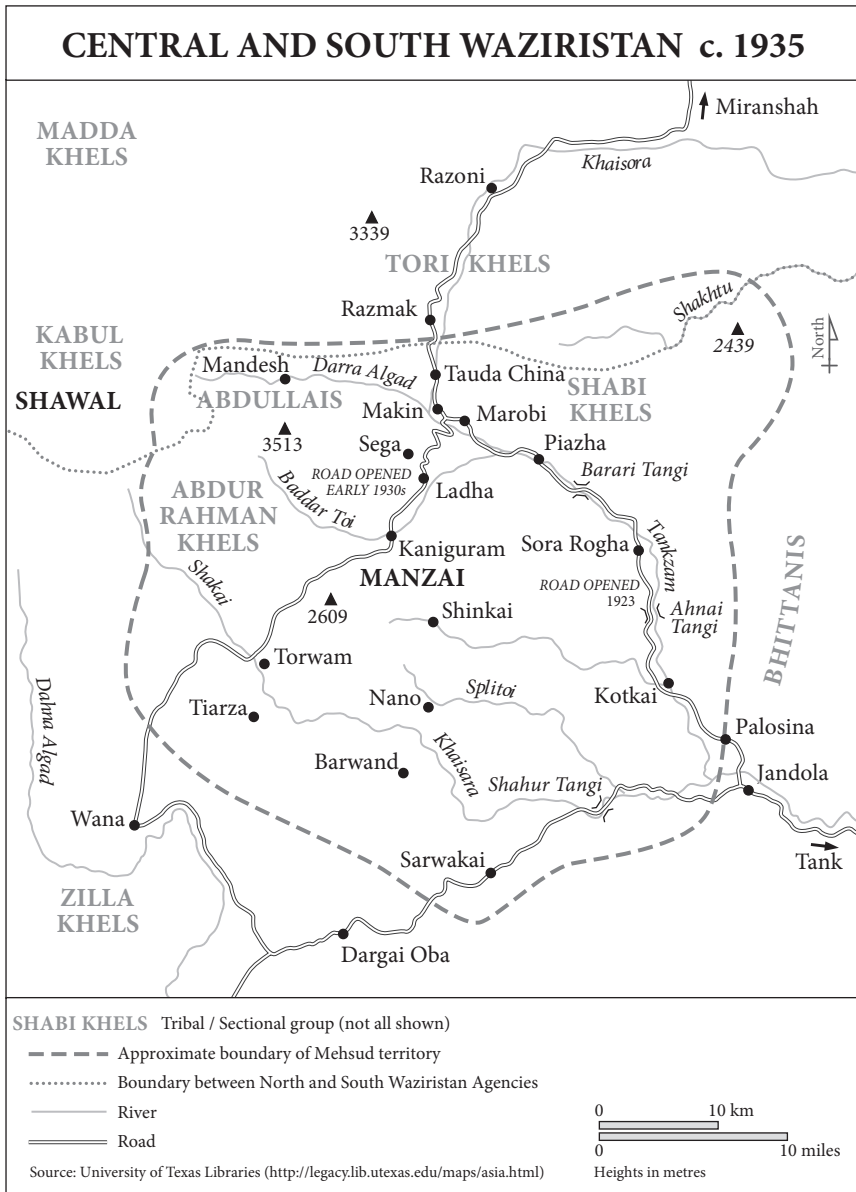 CENTRAL AND SOUTH WAZIRISTAN c. 1935
Miranshah
MADDA
KHELS
Khaisora
Razoni
3339
TORI KHELS
Shakhtu
Razmak
2439
North
KABUL
KHELS
SHAWAL
Mandesh
Darra Algad
Tauda China
SHABI
KHELS
ABDULLAIS
Makin
Marobi
3513
Sega
Piazha
ROAD OPENED
EARLY 1930s
Barari Tangi
Ladha
ABDUR
RAHMAN
KHELS
Baddar Toi
Kaniguram
Sora Rogha
Tankzam
MANZAI
Shakai
ROAD OPENED
1923
Ahnai
Tangi
2609
Shinkai
BHITTANIS
Torwam
Kotkai
Dahna Algad
Tiarza
Nano
Splitoi
Palosina
Barwand
Khaisara
Shahur Tangi
Jandola
Wana
Tank
Sarwakai
ZILLA
KHELS
Dargai Oba
SHABI KHELS Tribal / Sectional group (not all shown)
Approximate boundary of Mehsud territory
Boundary between North and South Waziristan Agencies
River
Road
0 10 km
0 10 miles
Source: University of Texas Libraries (http://legacy.lib.utexas.edu/maps/asia.html)
Heights in metres